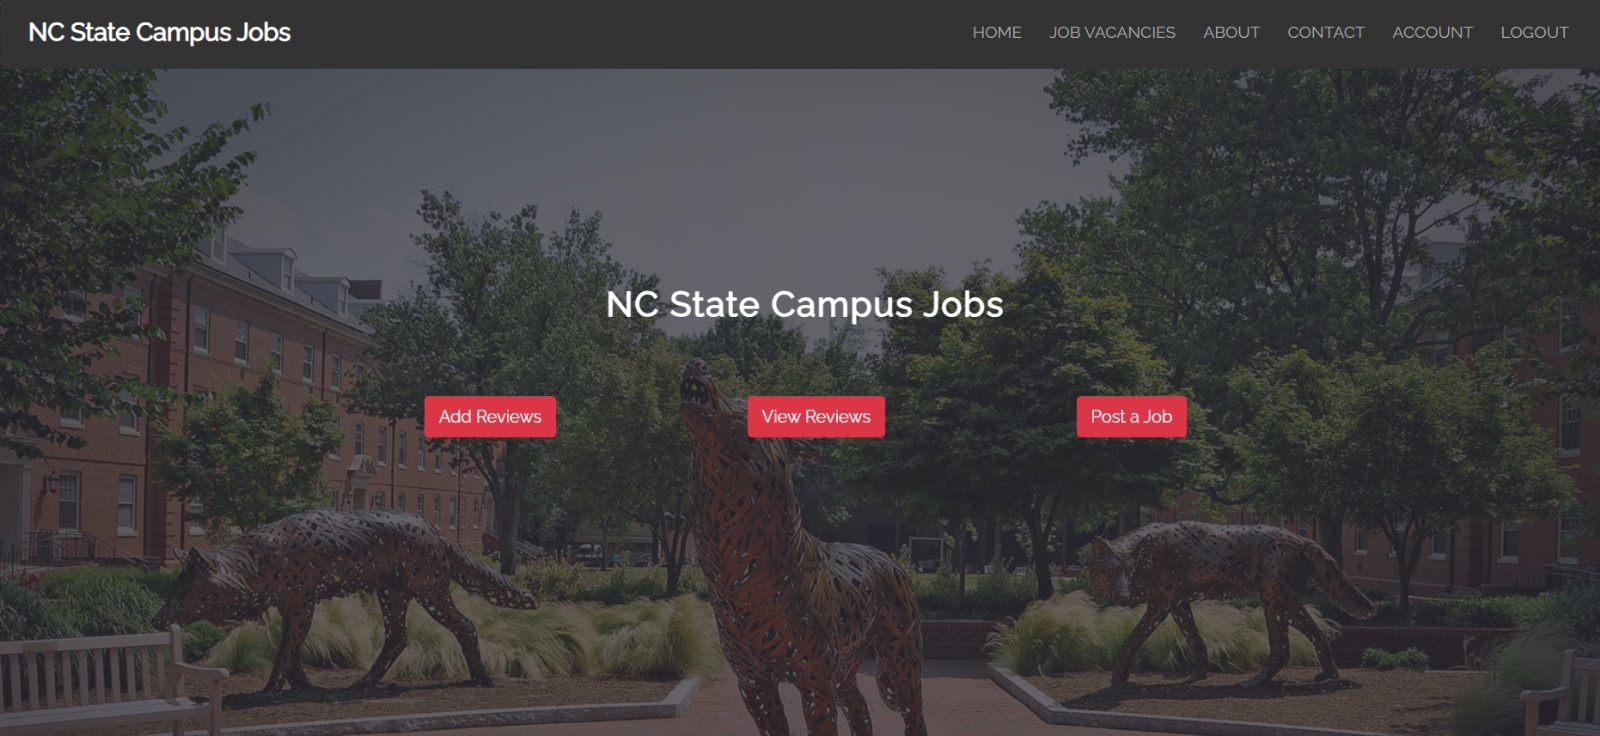 NC State Campus Jobs
HOME JOB VACANCIES ABOUT CONTACT ACCOUNT LOGOUT
NC State Campus Jobs
Add Reviews
View Reviews
Post a Job